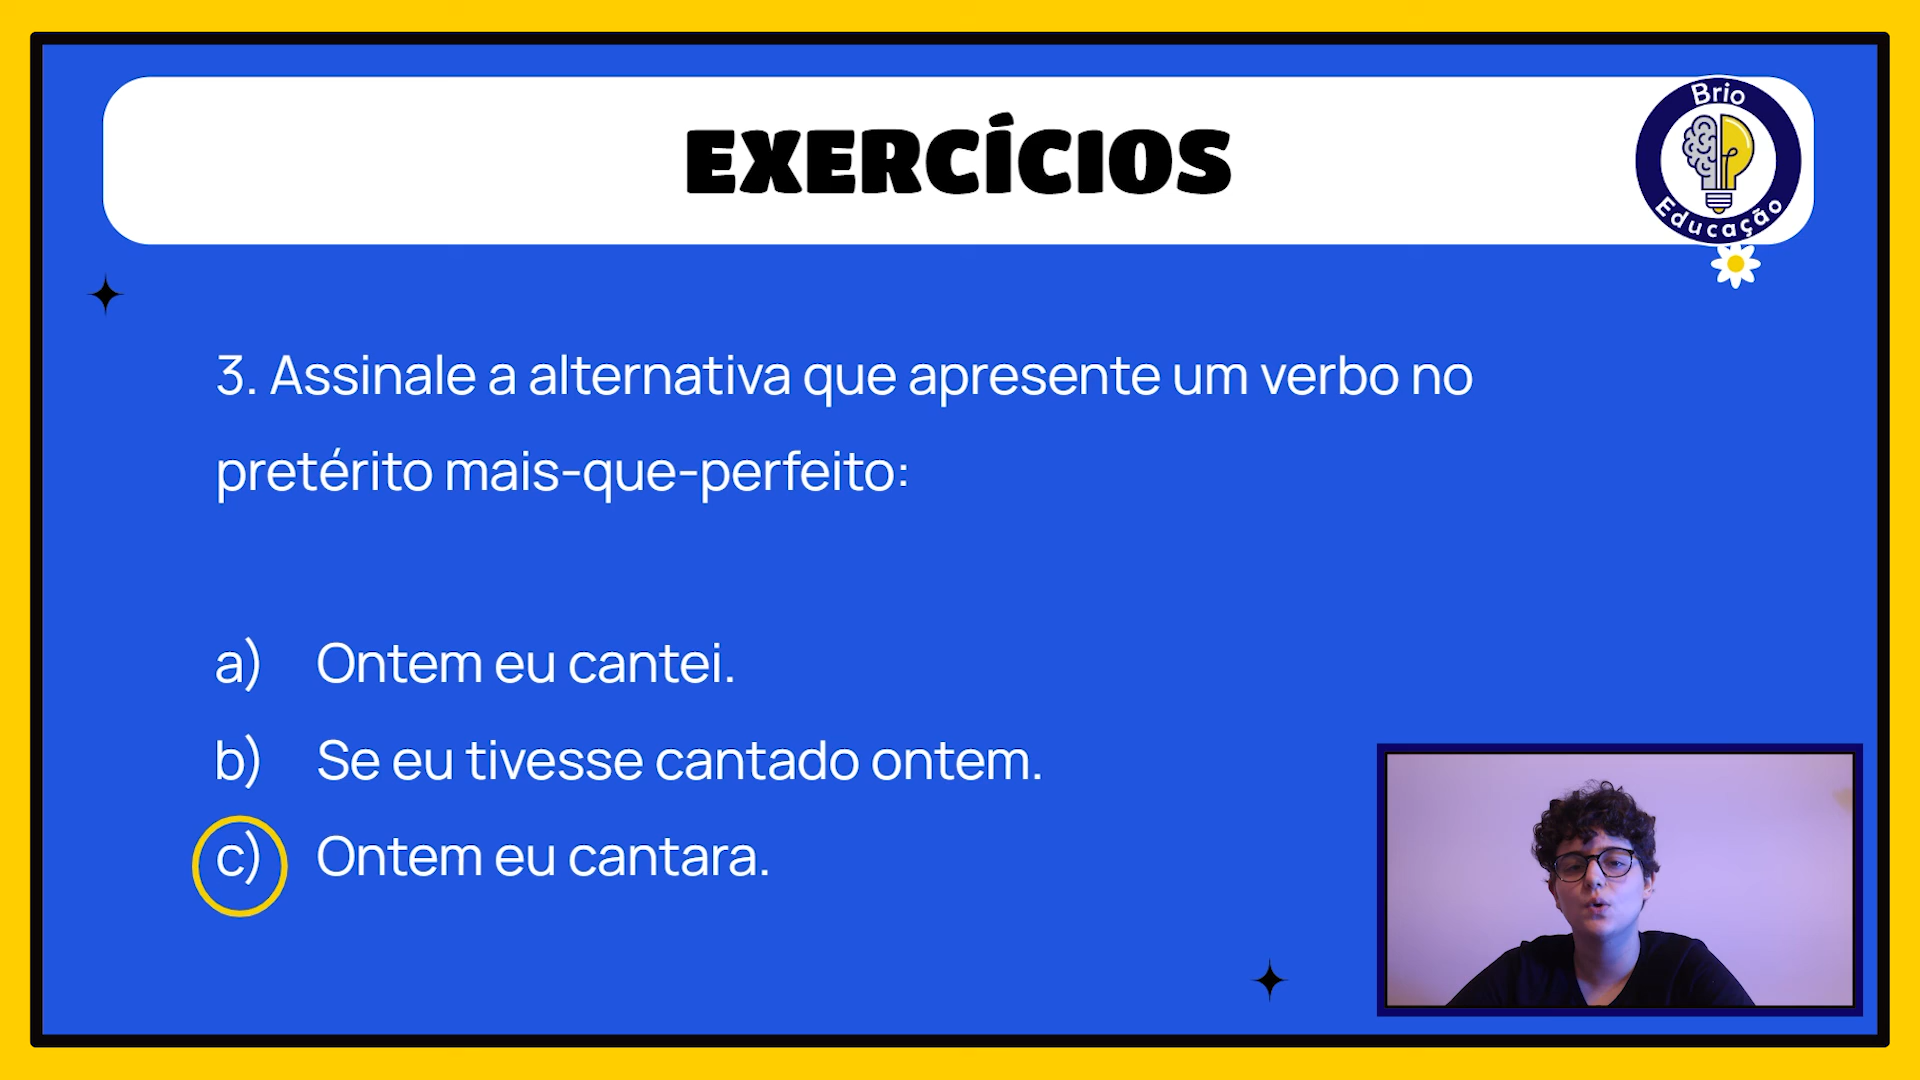 EXERCÍCIOS
Brio
Educação
3. Assinale a alternativa que apresente um verbo no
pretérito mais-que-perfeito:
a) Ontem eu cantei.
b) Se eu tivesse cantado ontem.
c) Ontem eu cantara.